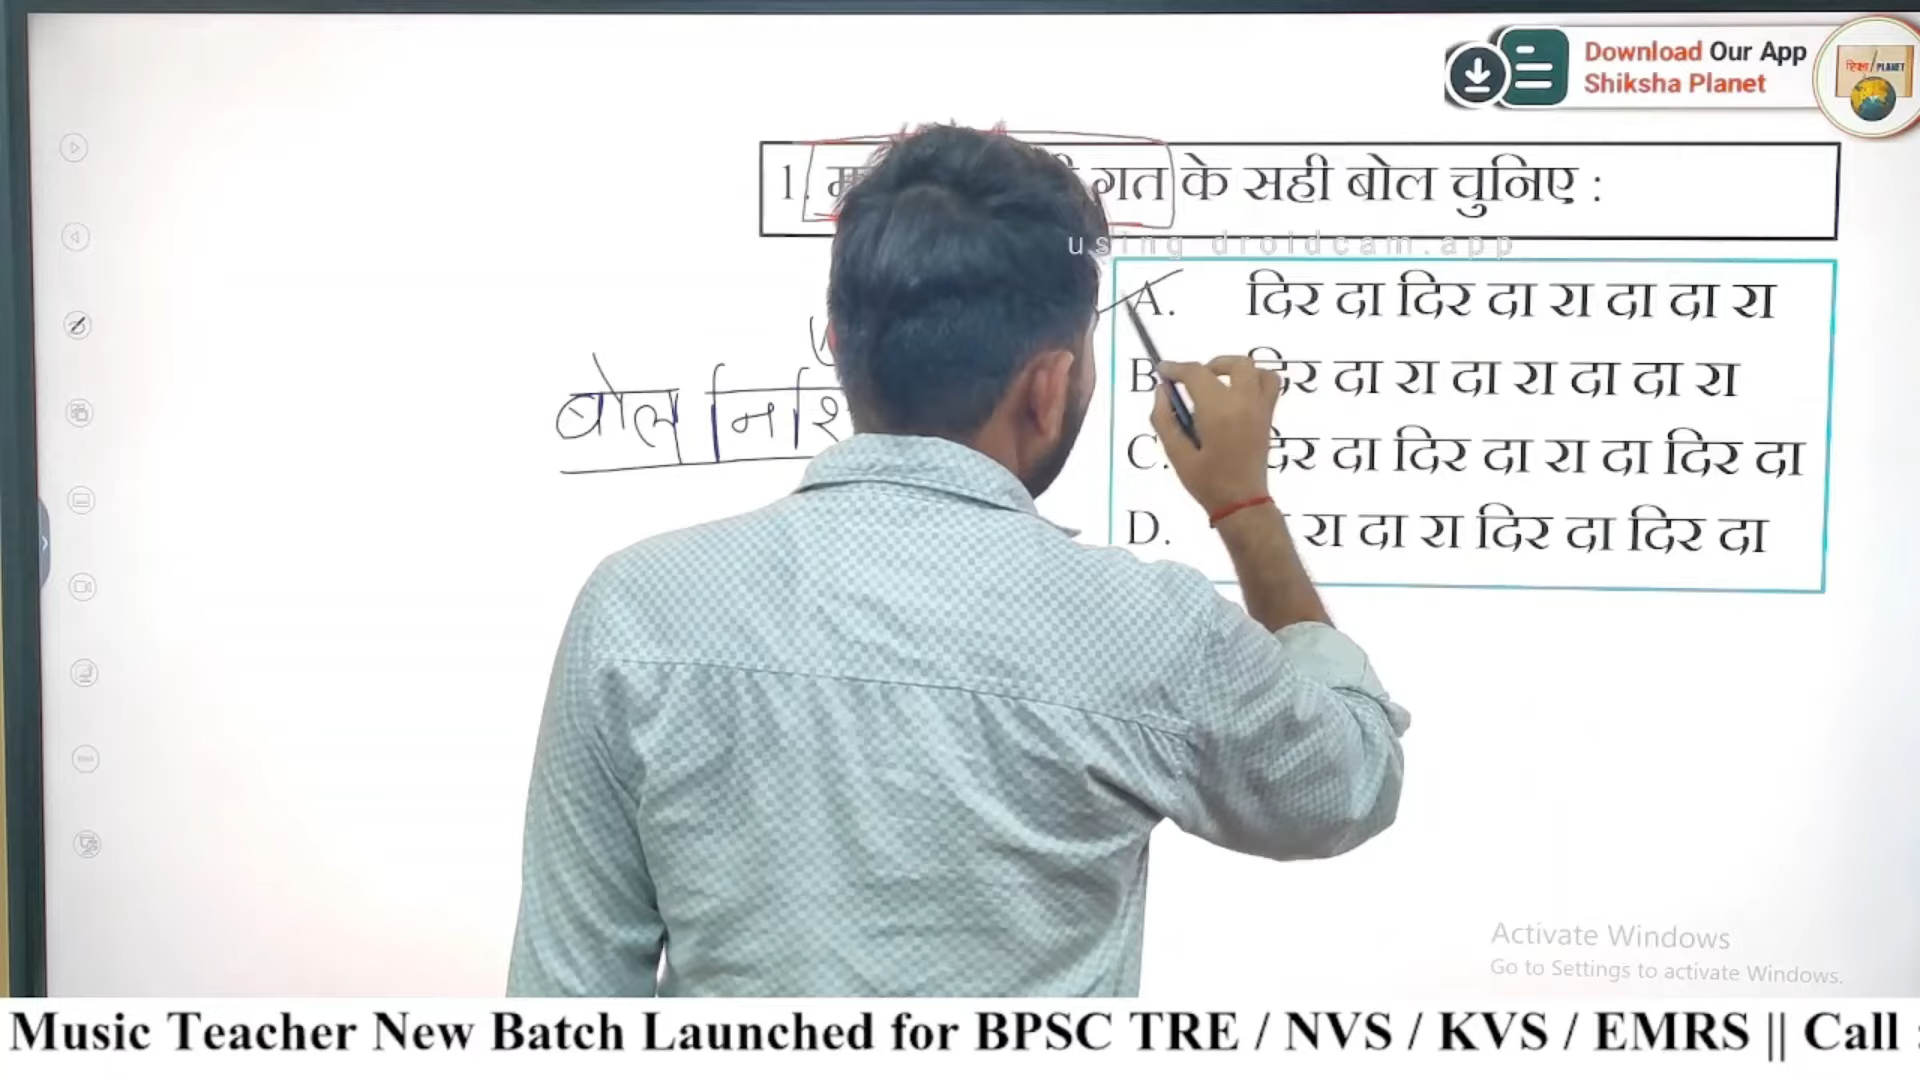 Download Our App
Shiksha Planet
PLANET
1. गत के सही बोल चुनिए :
using droidcam.app
A. दिर दा दिर दा रा दा दा रा
B दिर दा रा दा रा दा दा रा
C. दिर दा दिर दा रा दा दिर दा
D. रा दा रा दिर दा दिर दा
बोल
Activate Windows
Go to Settings to activate Windows.
Music Teacher New Batch Launched for BPSC TRE / NVS / KVS / EMRS || Call :